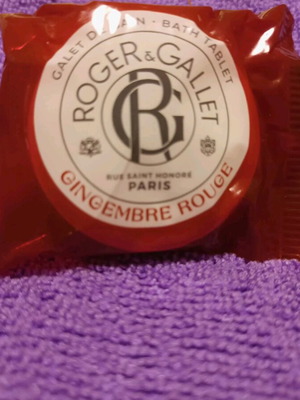 GALET DE BAIN - BATH TABLET
ROGER & GALLET
RG
RUE SAINT HONORÉ
PARIS
GINGEMBRE ROUGE